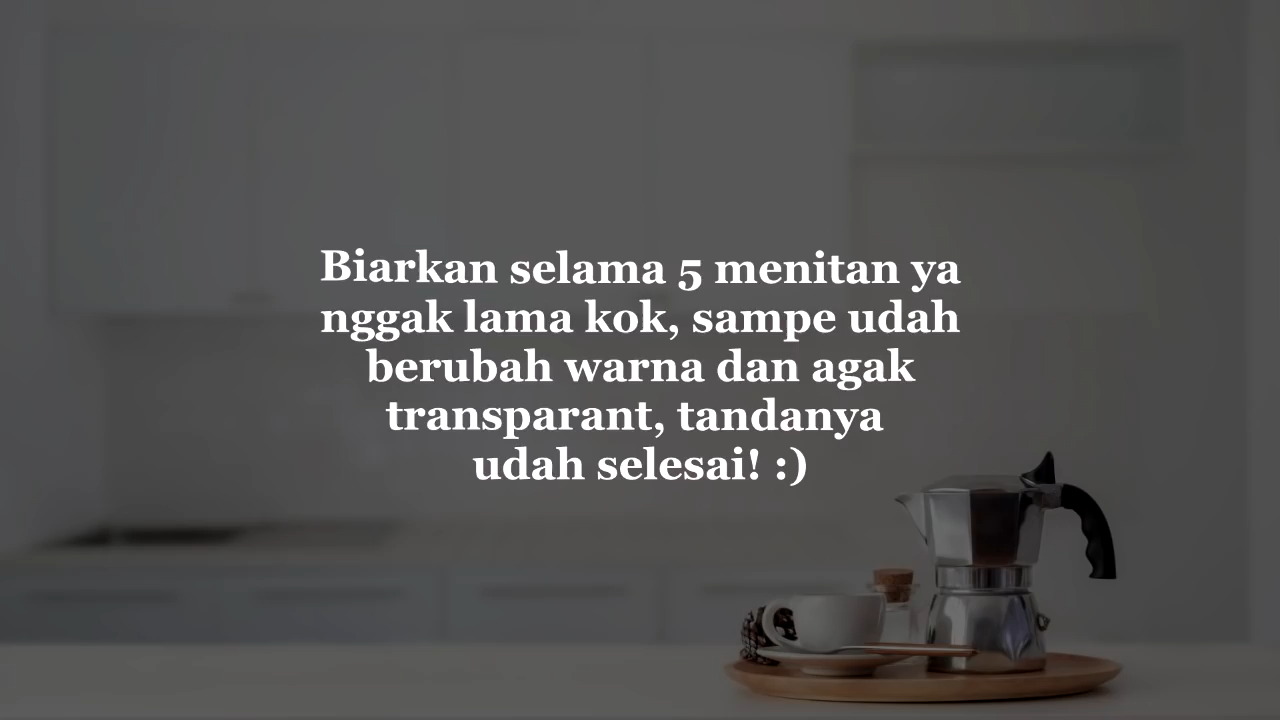 Biarkan selama 5 menitan ya
nggak lama kok, sampe udah
berubah warna dan agak
transparant, tandanya
udah selesai! :)